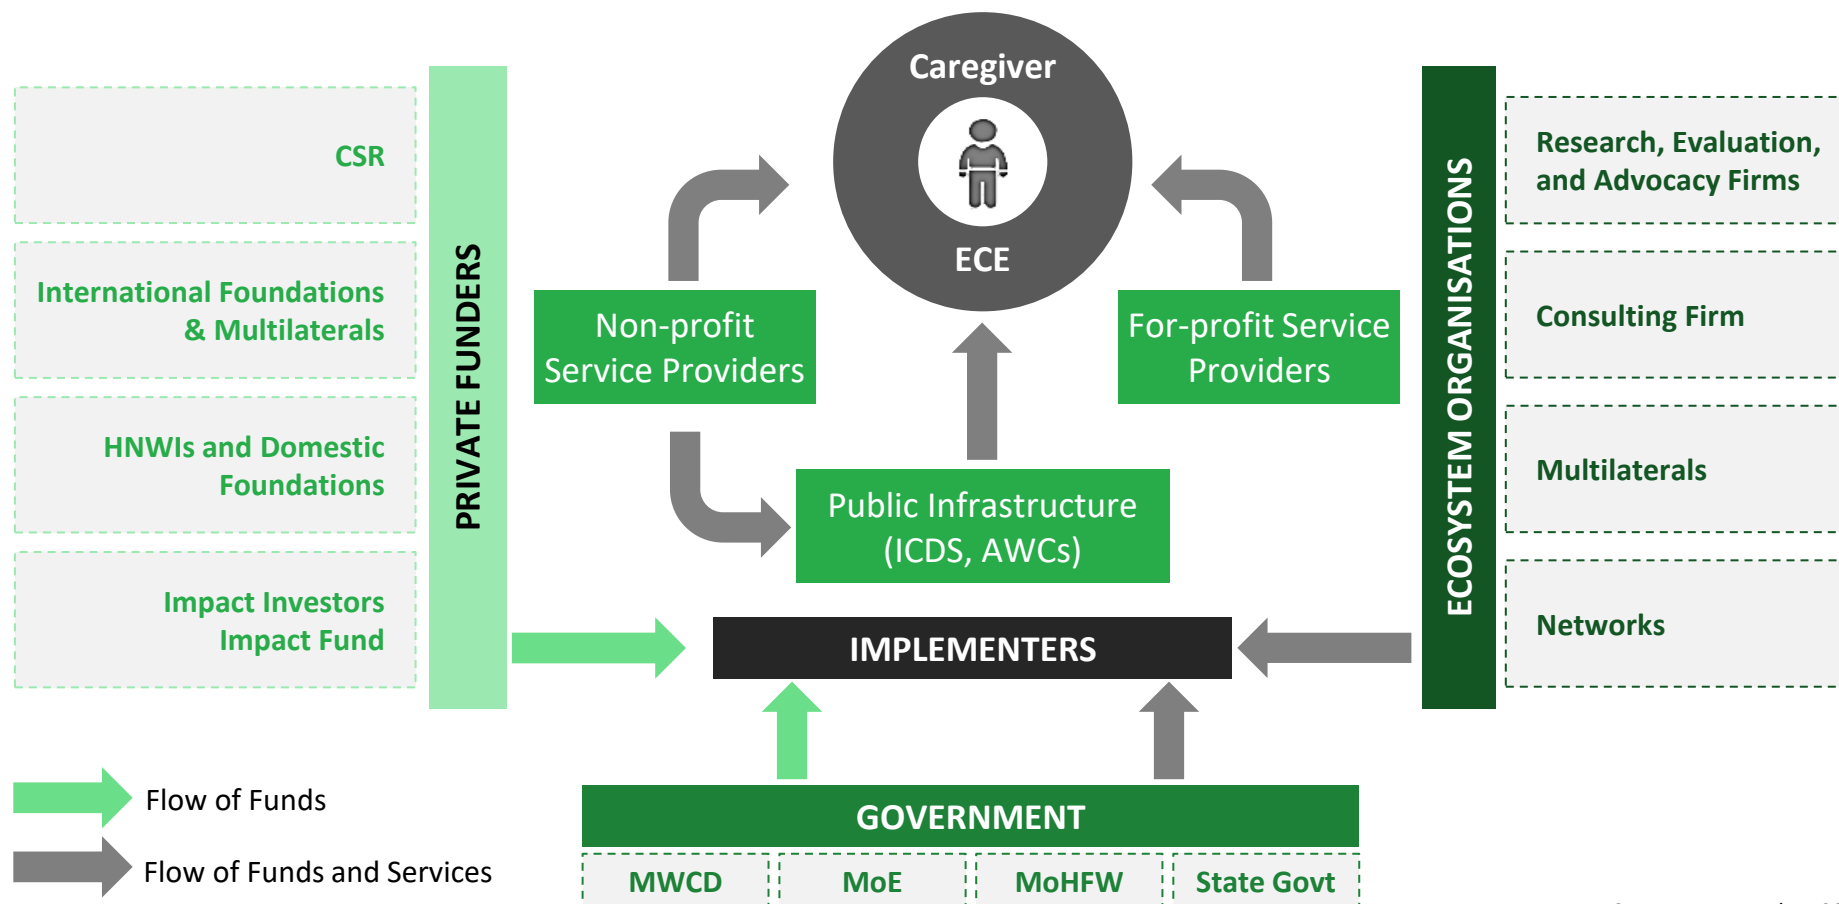 Caregiver
ECE
CSR
International Foundations
& Multilaterals
HNWIs and Domestic
Foundations
Impact Investors
Impact Fund
PRIVATE FUNDERS
Non-profit
Service Providers
For-profit Service
Providers
Public Infrastructure
(ICDS, AWCs)
IMPLEMENTERS
ECOSYSTEM ORGANISATIONS
Research, Evaluation,
and Advocacy Firms
Consulting Firm
Multilaterals
Networks
Flow of Funds
Flow of Funds and Services
GOVERNMENT
MWCD
MoE
MoHFW
State Govt